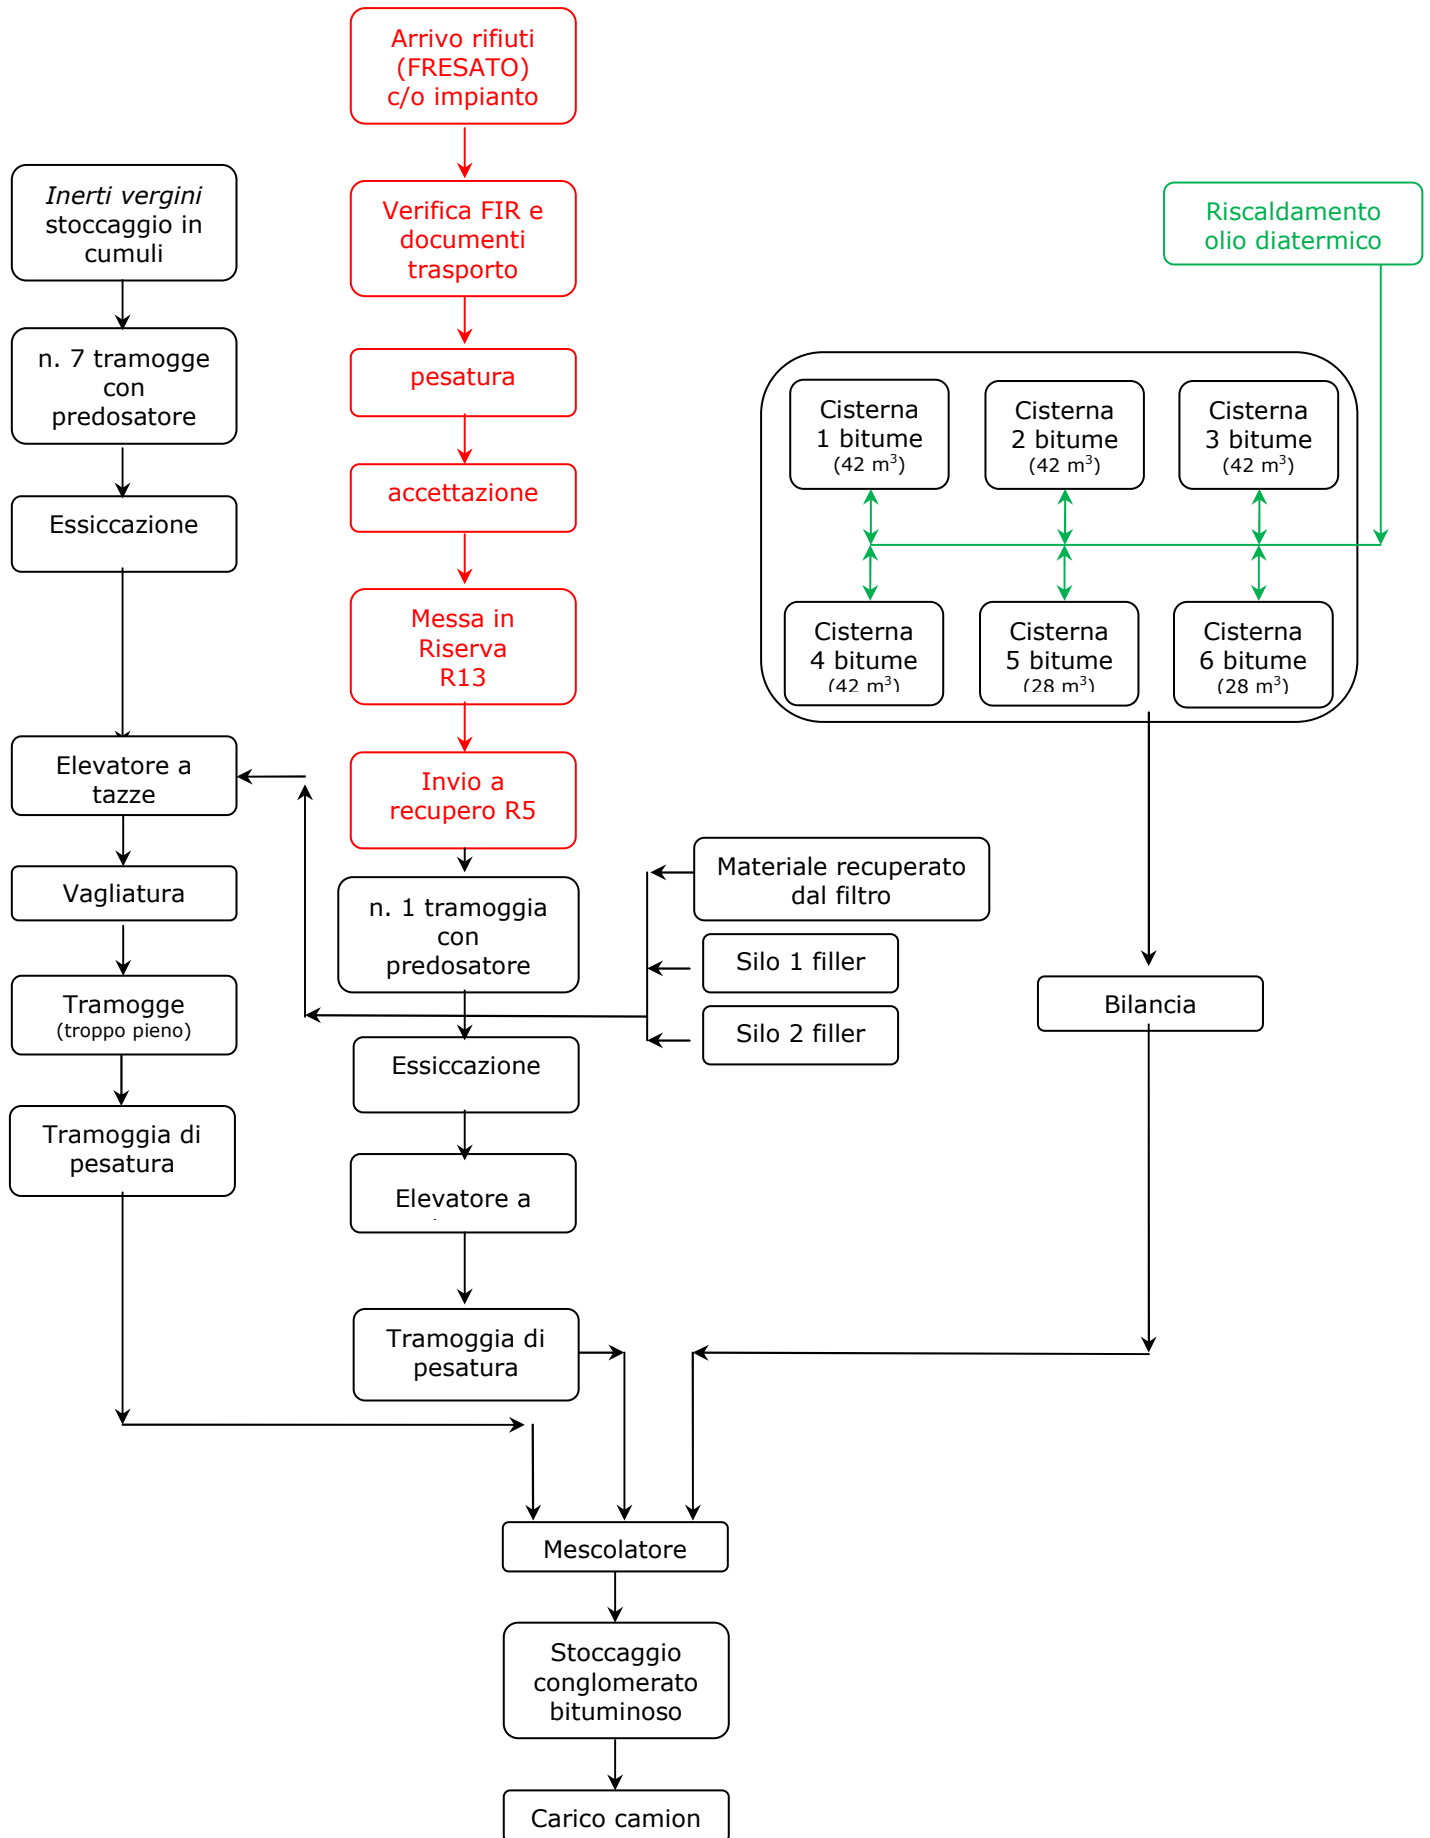 Arrivo rifiuti
(FRESATO)
c/o impianto
Inerti vergini
stoccaggio in
cumuli
Verifica FIR e
documenti
trasporto
Riscaldamento
olio diatermico
n. 7 tramogge
con
predosatore
pesatura
Cisterna
1 bitume
(42 m³)
Cisterna
2 bitume
(42 m³)
Cisterna
3 bitume
(42 m³)
Essiccazione
accettazione
Messa in
Riserva
R13
Cisterna
4 bitume
(42 m³)
Cisterna
5 bitume
(28 m³)
Cisterna
6 bitume
(28 m³)
Elevatore a
tazze
Invio a
recupero R5
Vagliatura
n. 1 tramoggia
con
predosatore
Materiale recuperato
dal filtro
Silo 1 filler
Silo 2 filler
Tramogge
(troppo pieno)
Bilancia
Essiccazione
Tramoggia di
pesatura
Elevatore a
Tramoggia di
pesatura
Mescolatore
Stoccaggio
conglomerato
bituminoso
Carico camion